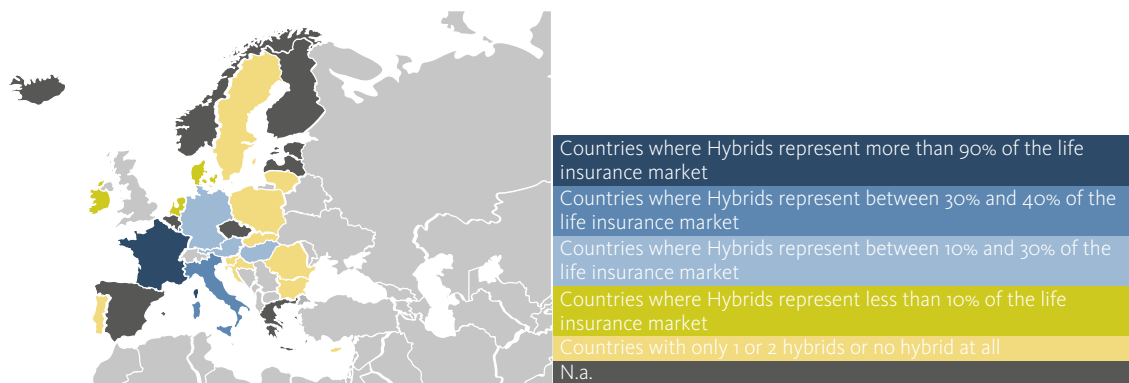 Countries where Hybrids represent more than 90% of the life
insurance market
Countries where Hybrids represent between 30% and 40% of the
life insurance market
Countries where Hybrids represent between 10% and 30% of the
life insurance market
Countries where Hybrids represent less than 10% of the life
insurance market
Countries with only 1 or 2 hybrids or no hybrid at all
N.a.